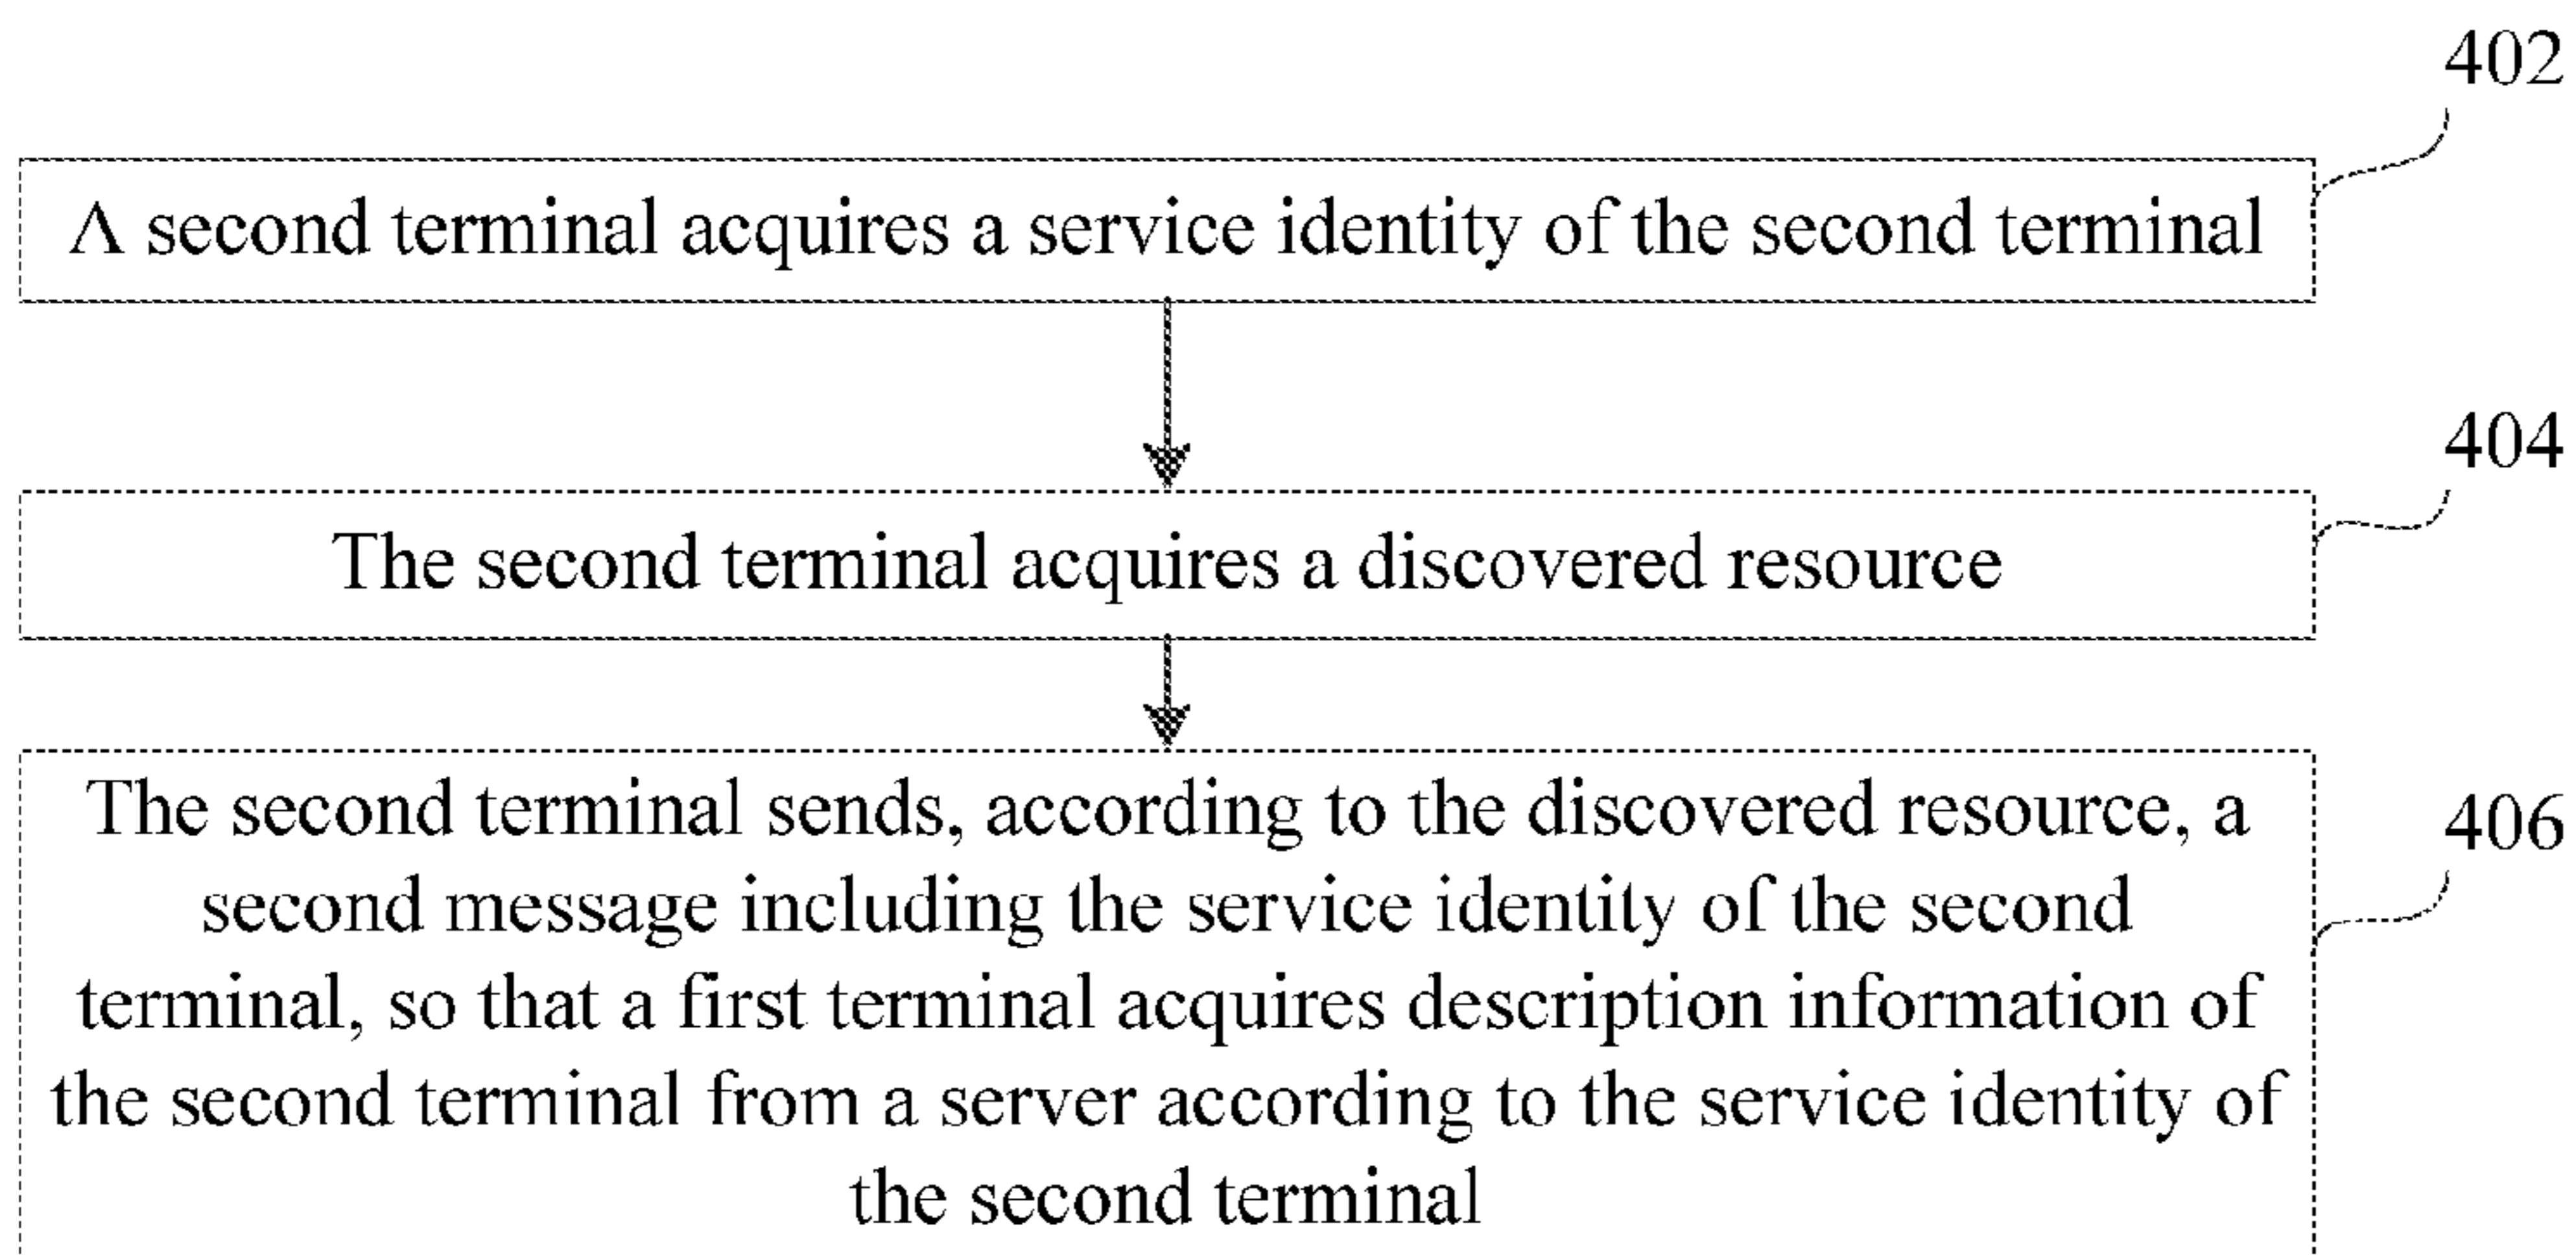 402
A second terminal acquires a service identity of the second terminal
404
The second terminal acquires a discovered resource
The second terminal sends, according to the discovered resource, a
406
second message including the service identity of the second
terminal, so that a first terminal acquires description information of
the second terminal from a server according to the service identity of
the second terminal